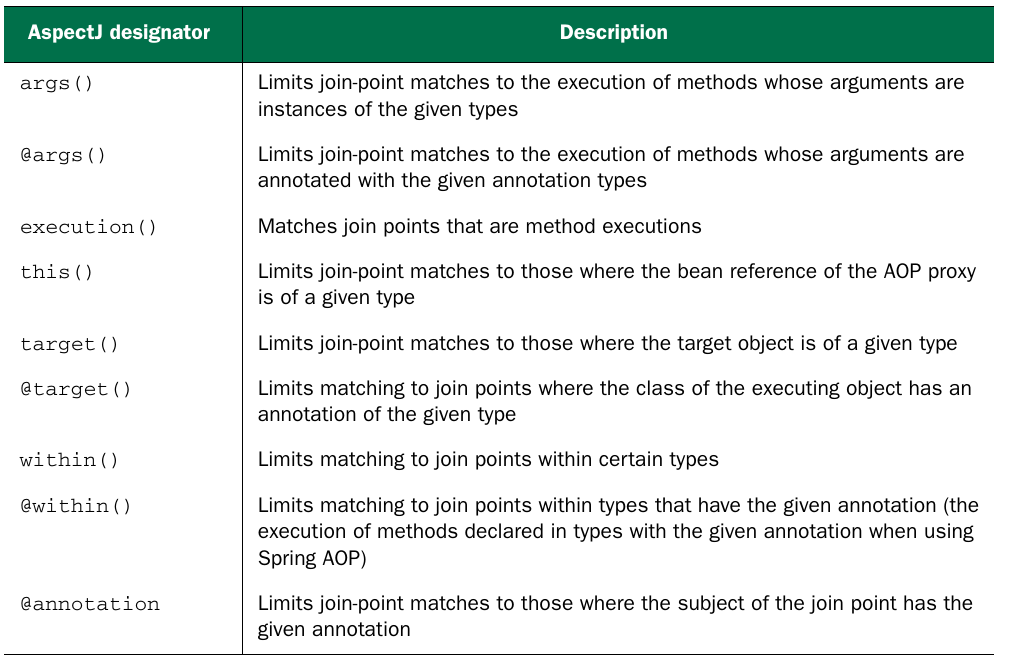 AspectJ designator Description
args() Limits join-point matches to the execution of methods whose arguments are
instances of the given types
@args() Limits join-point matches to the execution of methods whose arguments are
annotated with the given annotation types
execution() Matches join points that are method executions
this() Limits join-point matches to those where the bean reference of the AOP proxy
is of a given type
target() Limits join-point matches to those where the target object is of a given type
@target() Limits matching to join points where the class of the executing object has an
annotation of the given type
within() Limits matching to join points within certain types
@within() Limits matching to join points within types that have the given annotation (the
execution of methods declared in types with the given annotation when using
Spring AOP)
@annotation Limits join-point matches to those where the subject of the join point has the
given annotation